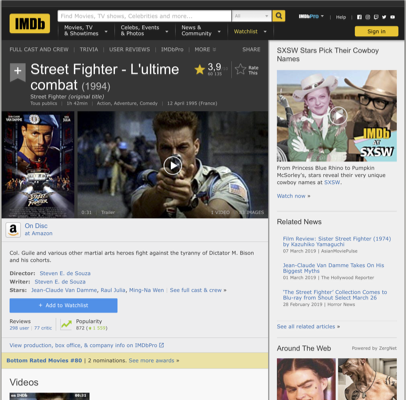 IMDb
Find Movies, TV shows, Celebrities and more...
All
IMDbPro
Help
Movies, TV
& Showtimes
Celebs, Events
& Photos
News &
Community
Watchlist
Sign in
FULL CAST AND CREW | TRIVIA | USER REVIEWS | IMDbPro | MORE
SHARE
Street Fighter - L'ultime
combat (1994)
Street Fighter (original title)
Tous publics | 1h 42min | Action, Adventure, Comedy | 12 April 1995 (France)
3,9
Rate
This
STREET FIGHTER
Trailer
2 VIDEOS
IMAGES
a
On Disc
at Amazon
Col. Guile and various other martial arts heroes fight against the tyranny of Dictator M. Bison
and his cohorts.
Director: Steven E. de Souza
Writer: Steven E. de Souza
Stars: Jean-Claude Van Damme, Raul Julia, Ming-Na Wen | See full cast & crew »
+ Add to Watchlist
Reviews
298 user | 77 critic
Popularity
872
View production, box office, & company info on IMDbPro
Bottom Rated Movies #80 | 2 nominations. See more awards »
Videos
SXSW Stars Pick Their Cowboy
Names
IMDb
AT
SXSW
From Princess Blue Rhino to Pumpkin
McSorley's, stars reveal their very unique
cowboy names at SXSW.
Watch now »
Related News
Film Review: Sister Street Fighter (1974)
by Kazuhiko Yamaguchi
07 March 2019 | AsianMoviePulse
Jean-Claude Van Damme Takes On His
Biggest Myths
01 March 2019 | The Hollywood Reporter
'The Street Fighter' Collection Comes to
Blu-ray from Shout Select March 26
28 February 2019 | Horror News
See all related articles »
Around The Web
Powered by ZergNet